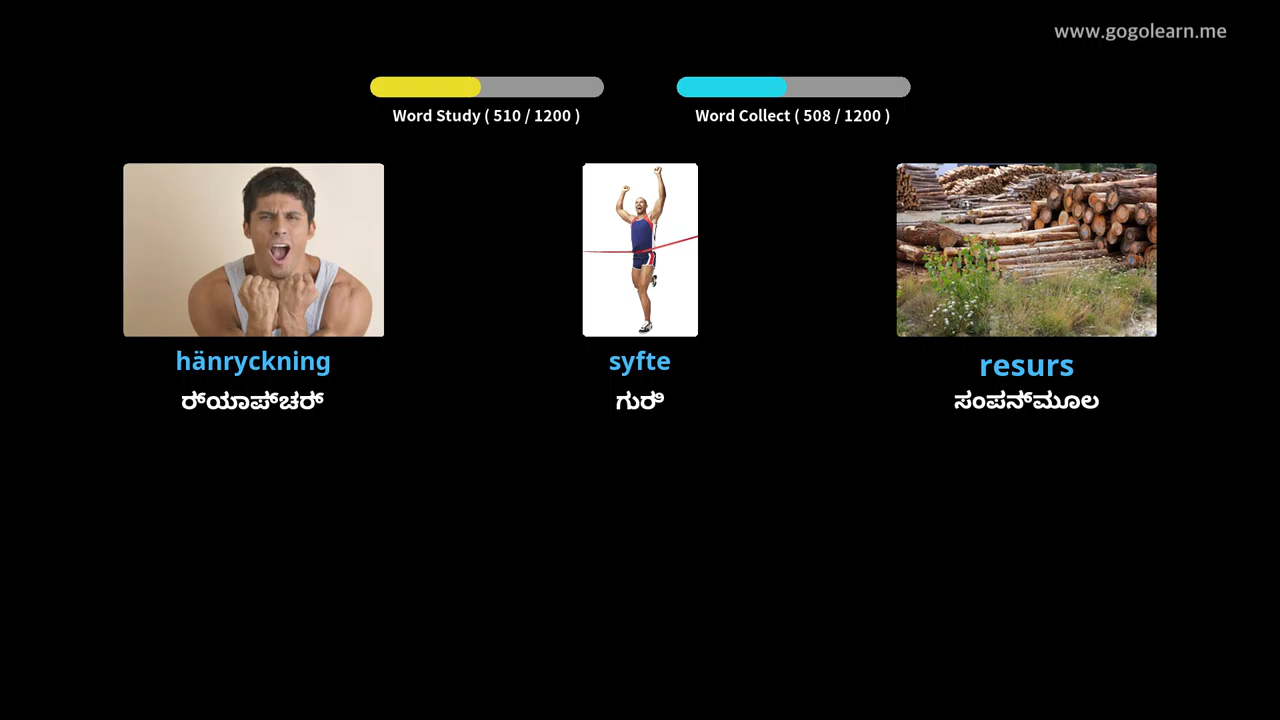 www.gogolearn.me
Word Study ( 510 / 1200 )
Word Collect ( 508 / 1200 )
hänryckning
syfte
resurs
ರ‍್ಯಾಪ್‌ಚರ್
ಗುರಿ
ಸಂಪನ್ಮೂಲ